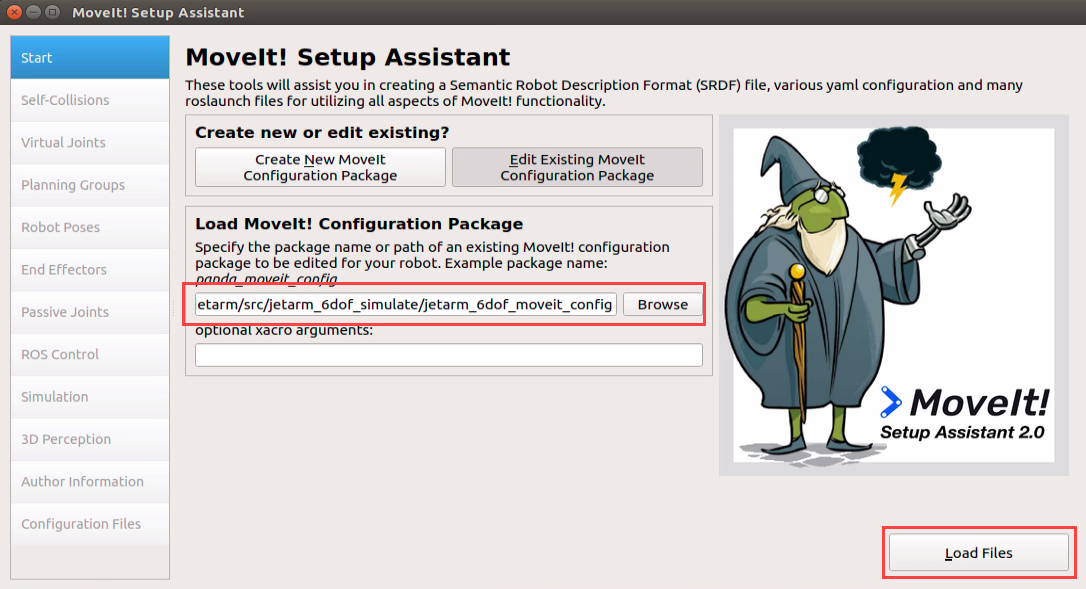 MoveIt! Setup Assistant
Start
Self-Collisions
Virtual Joints
Planning Groups
Robot Poses
End Effectors
Passive Joints
ROS Control
Simulation
3D Perception
Author Information
Configuration Files
MoveIt! Setup Assistant
These tools will assist you in creating a Semantic Robot Description Format (SRDF) file, various yaml configuration and many
roslaunch files for utilizing all aspects of MoveIt! functionality.
Create new or edit existing?
Create New MoveIt
Configuration Package
Edit Existing MoveIt
Configuration Package
Load MoveIt! Configuration Package
Specify the package name or path of an existing MoveIt! configuration
package to be edited for your robot. Example package name:
panda_moveit_config
etarm/src/jetarm_6dof_simulate/jetarm_6dof_moveit_config
Browse
optional xacro arguments:
MoveIt!
Setup Assistant 2.0
Load Files